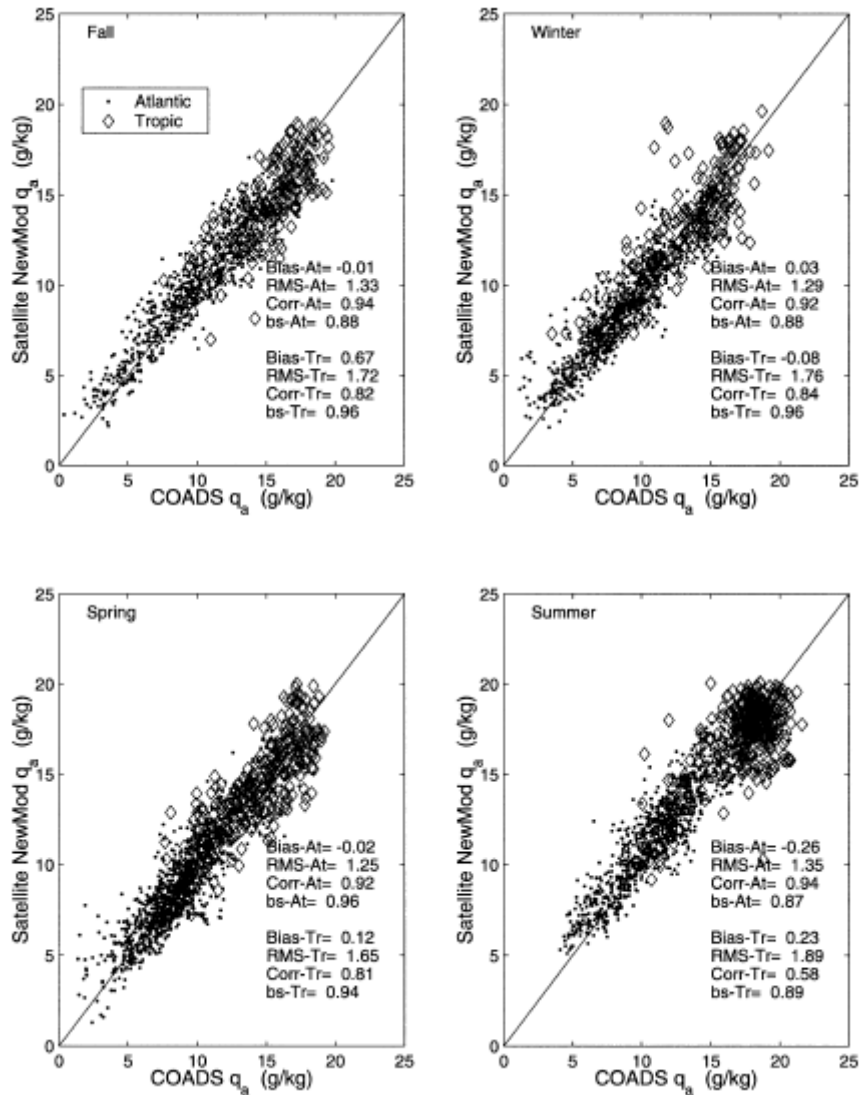 Fall
Atlantic
Tropic
Bias-At= -0.01
RMS-At= 1.33
Corr-At= 0.94
bs-At= 0.88
Bias-Tr= 0.67
RMS-Tr= 1.72
Corr-Tr= 0.82
bs-Tr= 0.96
25
20
15
10
5
0
0 5 10 15 20 25
Satellite NewMod qa (g/kg)
COADS qa (g/kg)
Winter
Bias-At= 0.03
RMS-At= 1.29
Corr-At= 0.92
bs-At= 0.88
Bias-Tr= -0.08
RMS-Tr= 1.76
Corr-Tr= 0.84
bs-Tr= 0.96
25
20
15
10
5
0
0 5 10 15 20 25
Satellite NewMod qa (g/kg)
COADS qa (g/kg)
Spring
Bias-At= -0.02
RMS-At= 1.25
Corr-At= 0.92
bs-At= 0.96
Bias-Tr= 0.12
RMS-Tr= 1.65
Corr-Tr= 0.81
bs-Tr= 0.94
25
20
15
10
5
0
0 5 10 15 20 25
Satellite NewMod qa (g/kg)
COADS qa (g/kg)
Summer
Bias-At= -0.26
RMS-At= 1.35
Corr-At= 0.94
bs-At= 0.87
Bias-Tr= 0.23
RMS-Tr= 1.89
Corr-Tr= 0.58
bs-Tr= 0.89
25
20
15
10
5
0
0 5 10 15 20 25
Satellite NewMod qa (g/kg)
COADS qa (g/kg)